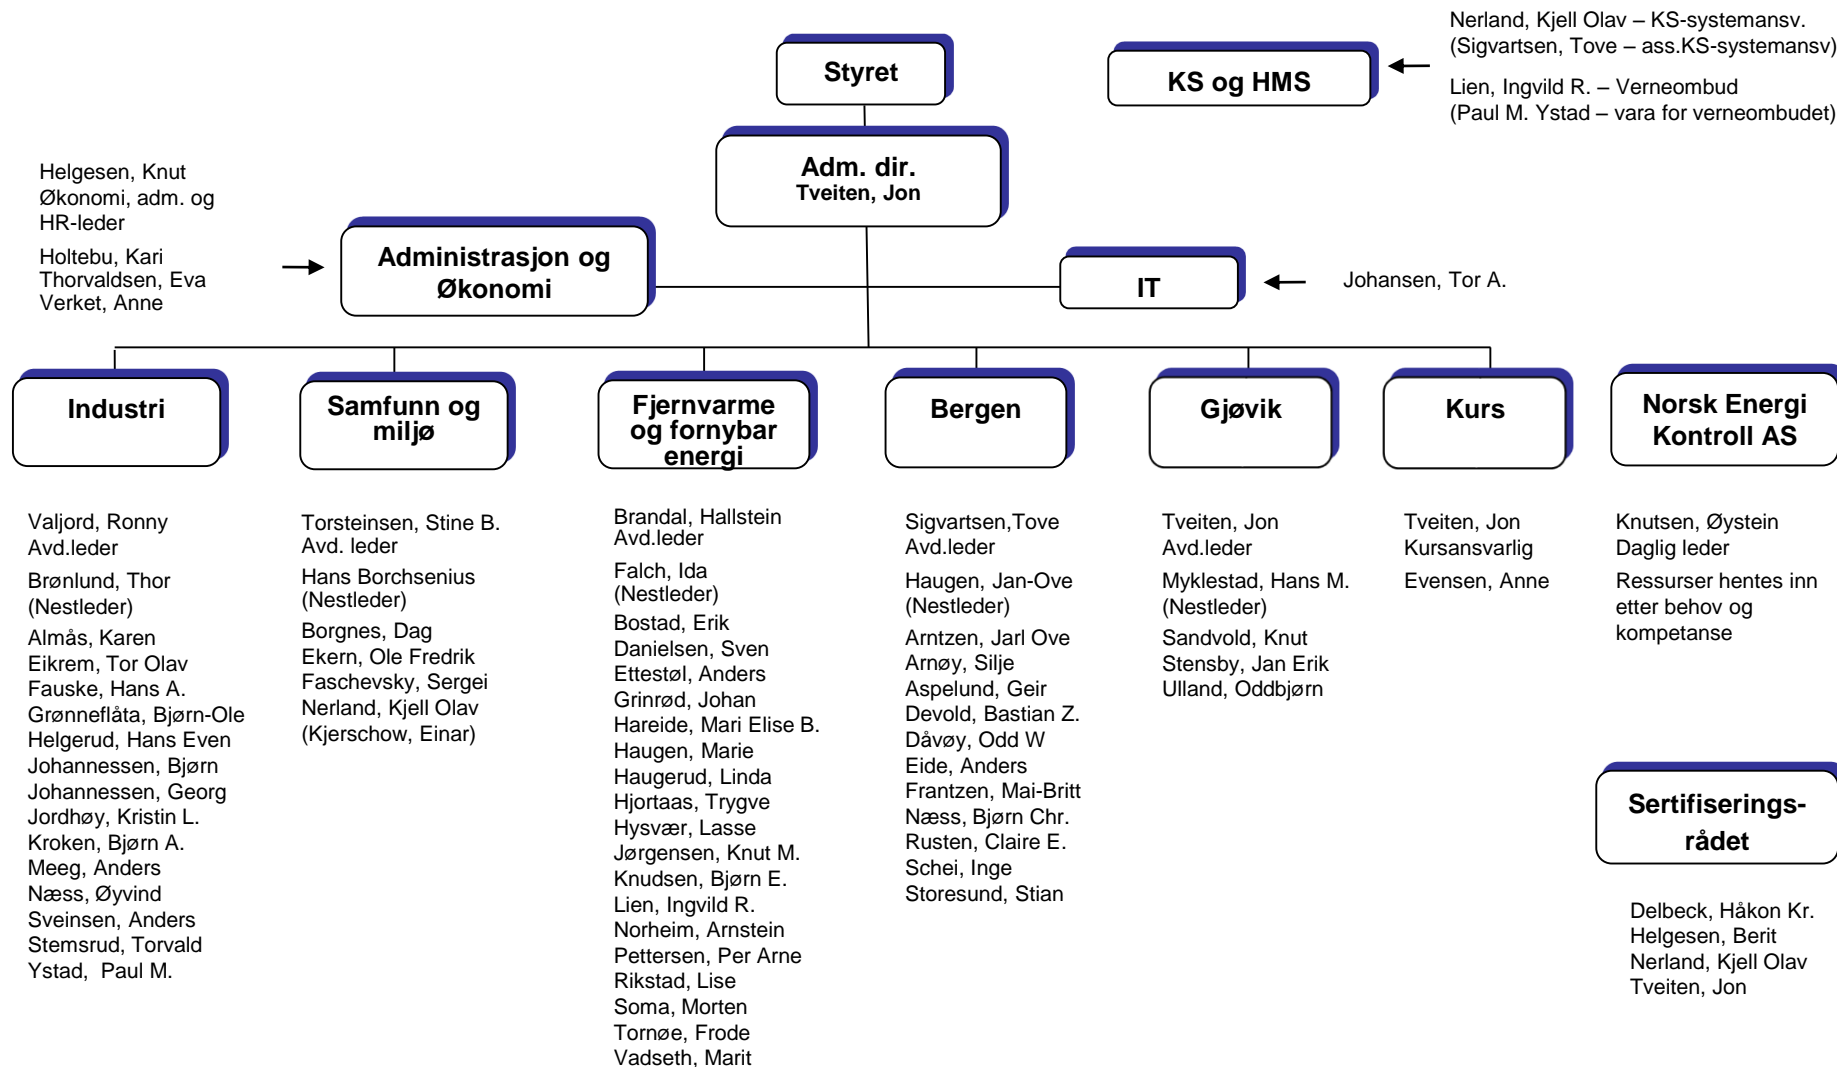 Nerland, Kjell Olav – KS-systemansv.
(Sigvartsen, Tove – ass.KS-systemansv)
Lien, Ingvild R. – Verneombud
(Paul M. Ystad – vara for verneombudet)
Styret
KS og HMS
Adm. dir.
Tveiten, Jon
Helgesen, Knut
Økonomi, adm. og
HR-leder
Holtebu, Kari
Thorvaldsen, Eva
Verket, Anne
Administrasjon og
Økonomi
IT
Johansen, Tor A.
Industri
Valjord, Ronny
Avd.leder
Brønlund, Thor
(Nestleder)
Almås, Karen
Eikrem, Tor Olav
Fauske, Hans A.
Grønneflåta, Bjørn-Ole
Helgerud, Hans Even
Johannessen, Bjørn
Johannessen, Georg
Jordhøy, Kristin L.
Kroken, Bjørn A.
Meeg, Anders
Næss, Øyvind
Sveinsen, Anders
Stemsrud, Torvald
Ystad,  Paul M.
Samfunn og
miljø
Torsteinsen, Stine B.
Avd. leder
Hans Borchsenius
(Nestleder)
Borgnes, Dag
Ekern, Ole Fredrik
Faschevsky, Sergei
Nerland, Kjell Olav
(Kjerschow, Einar)
Fjernvarme
og fornybar
energi
Brandal, Hallstein
Avd.leder
Falch, Ida
(Nestleder)
Bostad, Erik
Danielsen, Sven
Ettestøl, Anders
Grinrød, Johan
Hareide, Mari Elise B.
Haugen, Marie
Haugerud, Linda
Hjortaas, Trygve
Hysvær, Lasse
Jørgensen, Knut M.
Knudsen, Bjørn E.
Lien, Ingvild R.
Norheim, Arnstein
Pettersen, Per Arne
Rikstad, Lise
Soma, Morten
Tornøe, Frode
Vadseth, Marit
Bergen
Sigvartsen,Tove
Avd.leder
Haugen, Jan-Ove
(Nestleder)
Arntzen, Jarl Ove
Arnøy, Silje
Aspelund, Geir
Devold, Bastian Z.
Dåvøy, Odd W
Eide, Anders
Frantzen, Mai-Britt
Næss, Bjørn Chr.
Rusten, Claire E.
Schei, Inge
Storesund, Stian
Gjøvik
Tveiten, Jon
Avd.leder
Myklestad, Hans M.
(Nestleder)
Sandvold, Knut
Stensby, Jan Erik
Ulland, Oddbjørn
Kurs
Tveiten, Jon
Kursansvarlig
Evensen, Anne
Norsk Energi
Kontroll AS
Knutsen, Øystein
Daglig leder
Ressurser hentes inn
etter behov og
kompetanse
Sertifiserings-
rådet
Delbeck, Håkon Kr.
Helgesen, Berit
Nerland, Kjell Olav
Tveiten, Jon